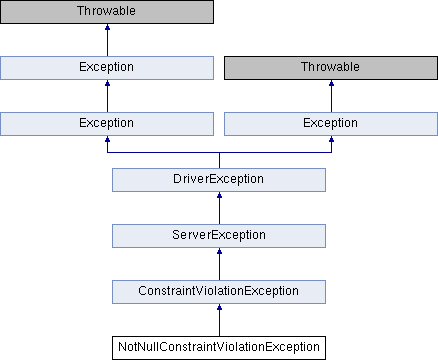 Throwable
Exception
Throwable
Exception
Exception
DriverException
ServerException
ConstraintViolationException
NotNullConstraintViolationException